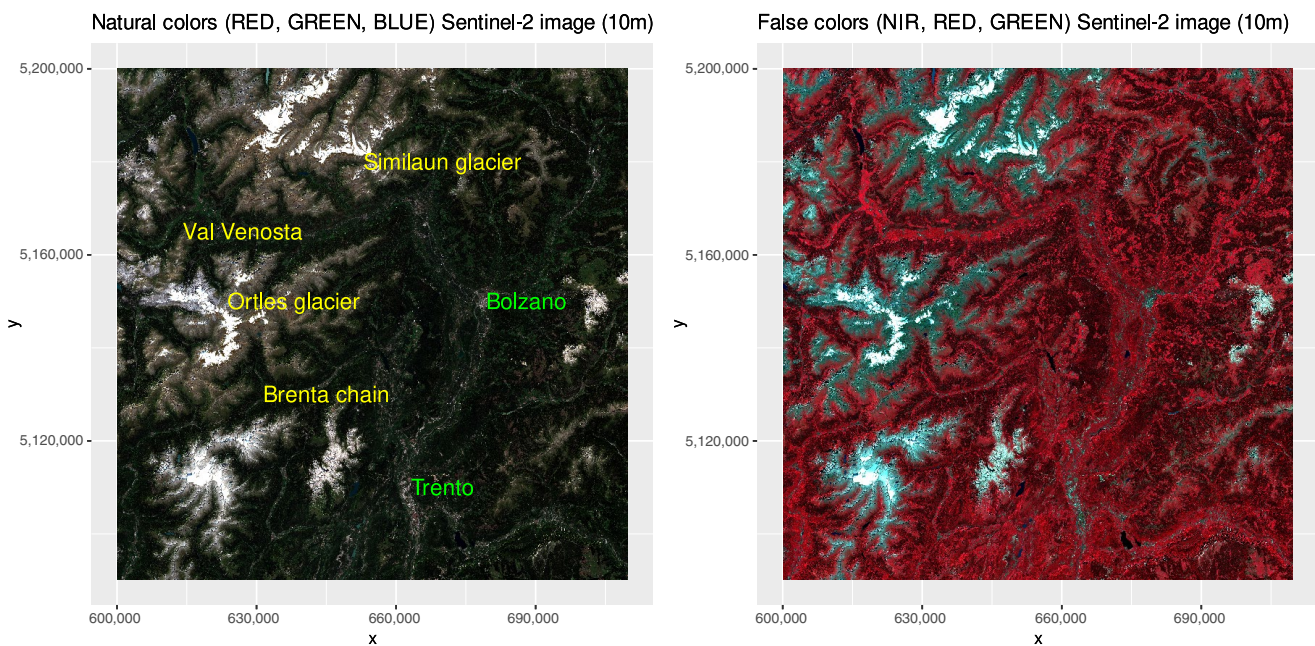 Natural colors (RED, GREEN, BLUE) Sentinel-2 image (10m)
False colors (NIR, RED, GREEN) Sentinel-2 image (10m)
5,200,000
5,160,000
5,120,000
y
Similaun glacier
Val Venosta
Ortles glacier
Bolzano
Brenta chain
Trento
600,000
630,000
660,000
690,000
x
5,200,000
5,160,000
5,120,000
y
600,000
630,000
660,000
690,000
x